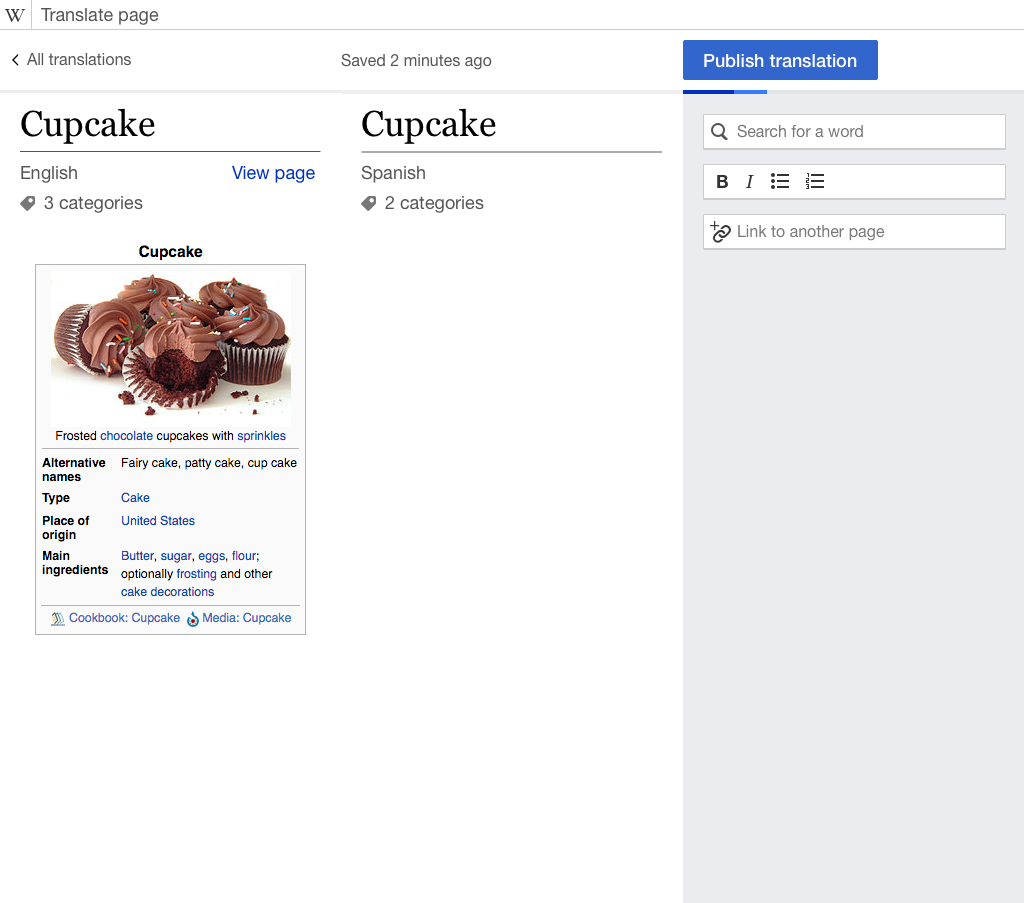 W Translate page
All translations
Saved 2 minutes ago
Publish translation
Cupcake
English
View page
3 categories
Cupcake
Spanish
2 categories
Search for a word
B I
Link to another page
Cupcake
Frosted chocolate cupcakes with sprinkles
Alternative names
Fairy cake, patty cake, cup cake
Type
Cake
Place of
origin
United States
Main
ingredients
Butter, sugar, eggs, flour;
optionally frosting and other
cake decorations
Cookbook: Cupcake Media: Cupcake